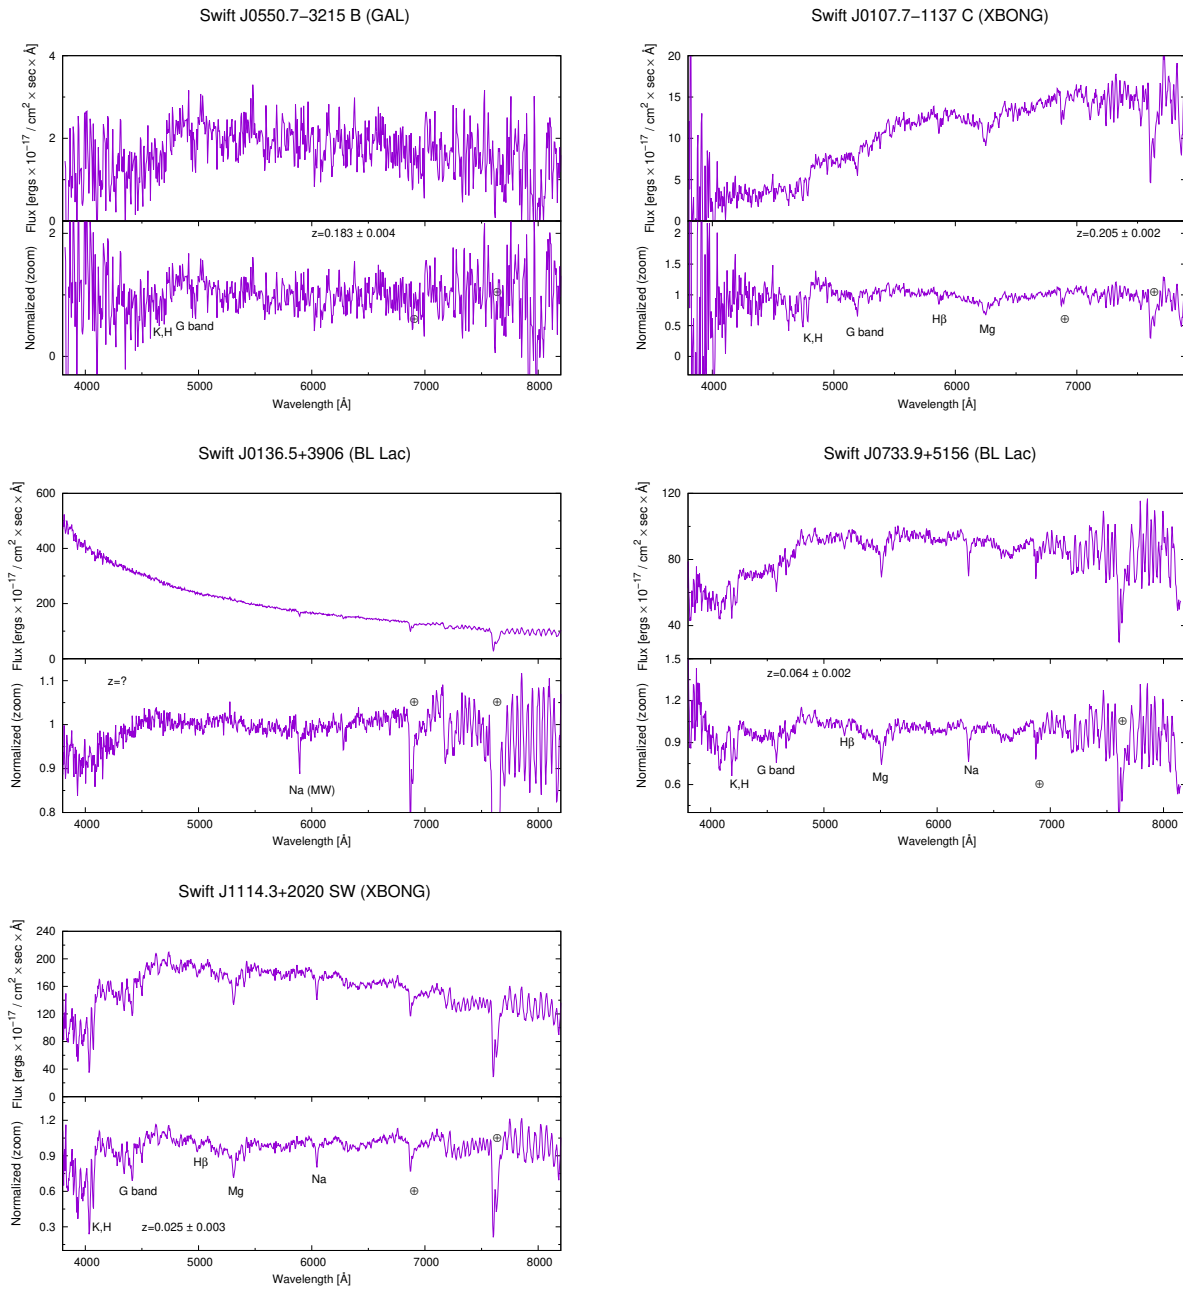 Swift J0550.7−3215 B (GAL)
Flux [ergs × 10−17 / cm2 × sec × Å]
4
2
0
Normalized (zoom)
2
1
0
z=0.183 ± 0.004
K,H
G band
⊕
⊕
4000 5000 6000 7000 8000
Wavelength [Å]
Swift J0107.7−1137 C (XBONG)
Flux [ergs × 10−17 / cm2 × sec × Å]
20
15
10
5
0
Normalized (zoom)
2
1.5
1
0.5
0
z=0.205 ± 0.002
K,H
G band
Hβ
Mg
⊕
⊕
4000 5000 6000 7000
Wavelength [Å]
Swift J0136.5+3906 (BL Lac)
Flux [ergs × 10−17 / cm2 × sec × Å]
600
400
200
0
Normalized (zoom)
1.1
1
0.9
0.8
z=?
Na (MW)
⊕
⊕
4000 5000 6000 7000 8000
Wavelength [Å]
Swift J0733.9+5156 (BL Lac)
Flux [ergs × 10−17 / cm2 × sec × Å]
120
80
40
Normalized (zoom)
1.5
1.2
0.9
0.6
z=0.064 ± 0.002
K,H
G band
Hβ
Mg
Na
⊕
⊕
4000 5000 6000 7000 8000
Wavelength [Å]
Swift J1114.3+2020 SW (XBONG)
Flux [ergs × 10−17 / cm2 × sec × Å]
240
200
160
120
80
40
0
Normalized (zoom)
1.2
0.9
0.6
0.3
K,H
G band
Hβ
Mg
Na
⊕
⊕
z=0.025 ± 0.003
4000 5000 6000 7000 8000
Wavelength [Å]